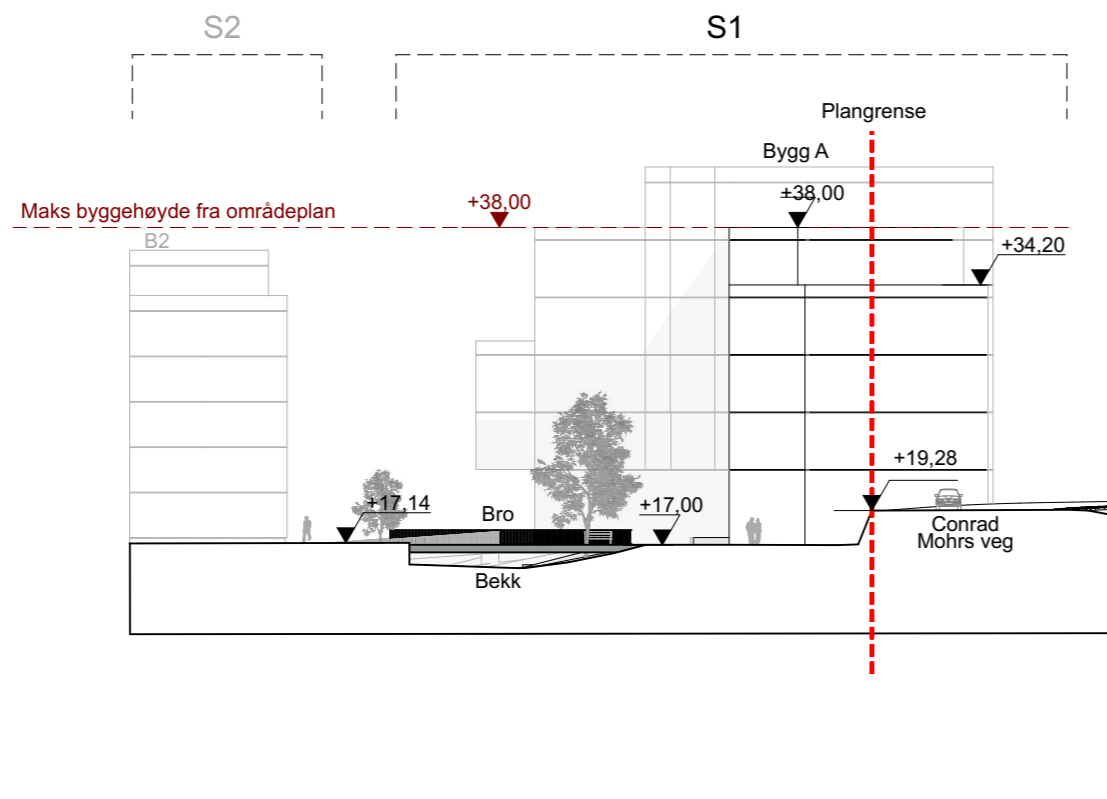 S2
S1
Plangrense
Bygg A
+38,00
±38,00
Maks byggehøyde fra områdeplan
B2
+34,20
+19,28
+17,14
Bro
+17,00
Conrad
Mohrs veg
Bekk